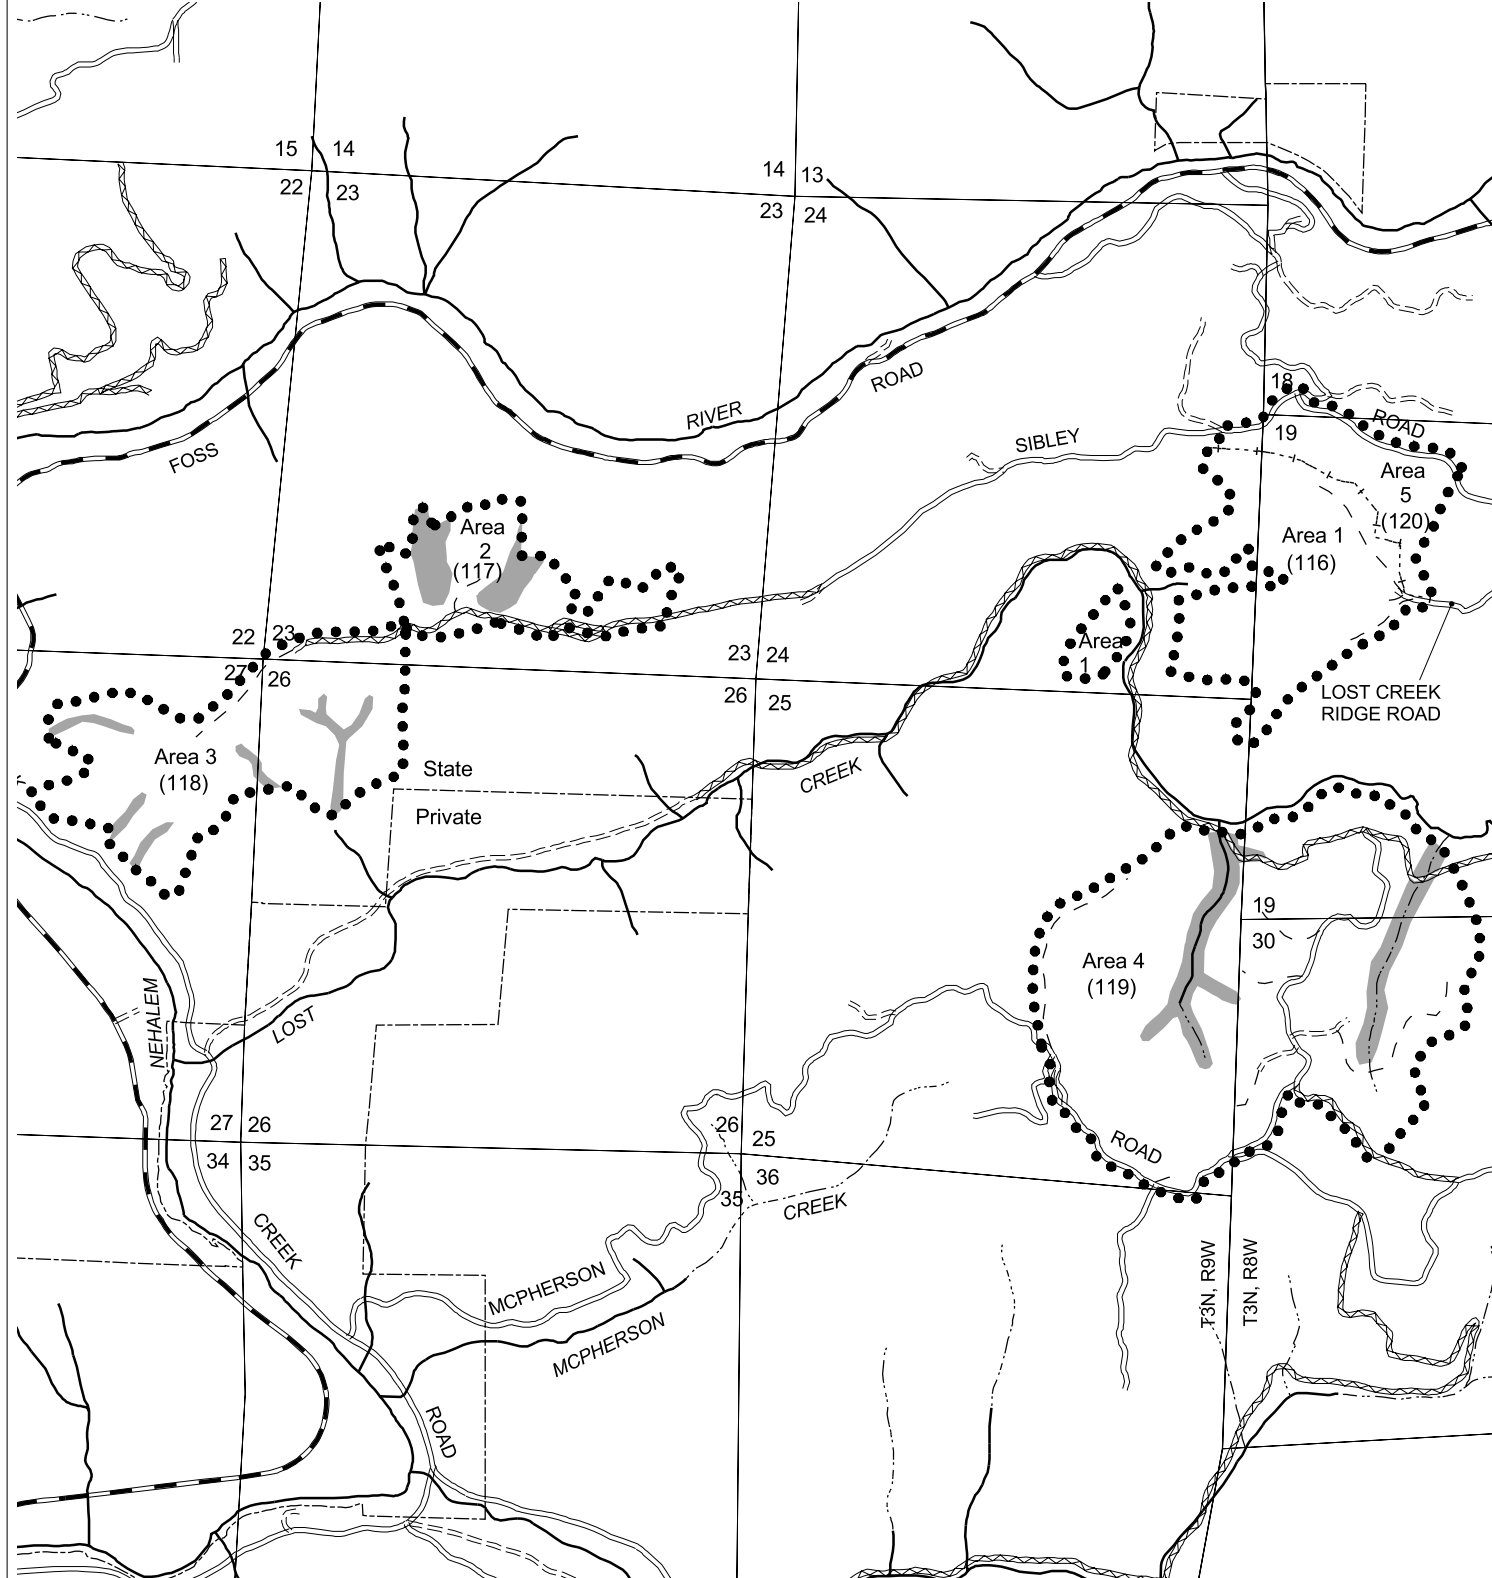 15 14
22 23
14 13
23 24
RIVER
ROAD
FOSS
SIBLEY
18
ROAD
19
Area
5
(120)
Area 1
(116)
Area
2
(117)
Area
1
22 23
27 26
23 24
26 25
LOST CREEK
RIDGE ROAD
Area 3
(118)
State
Private
CREEK
19
30
Area 4
(119)
NEHALEM
LOST
27 26
34 35
26 25
35 36
ROAD
CREEK
CREEK
MCPHERSON
MCPHERSON
T3N, R9W
T3N, R8W
ROAD